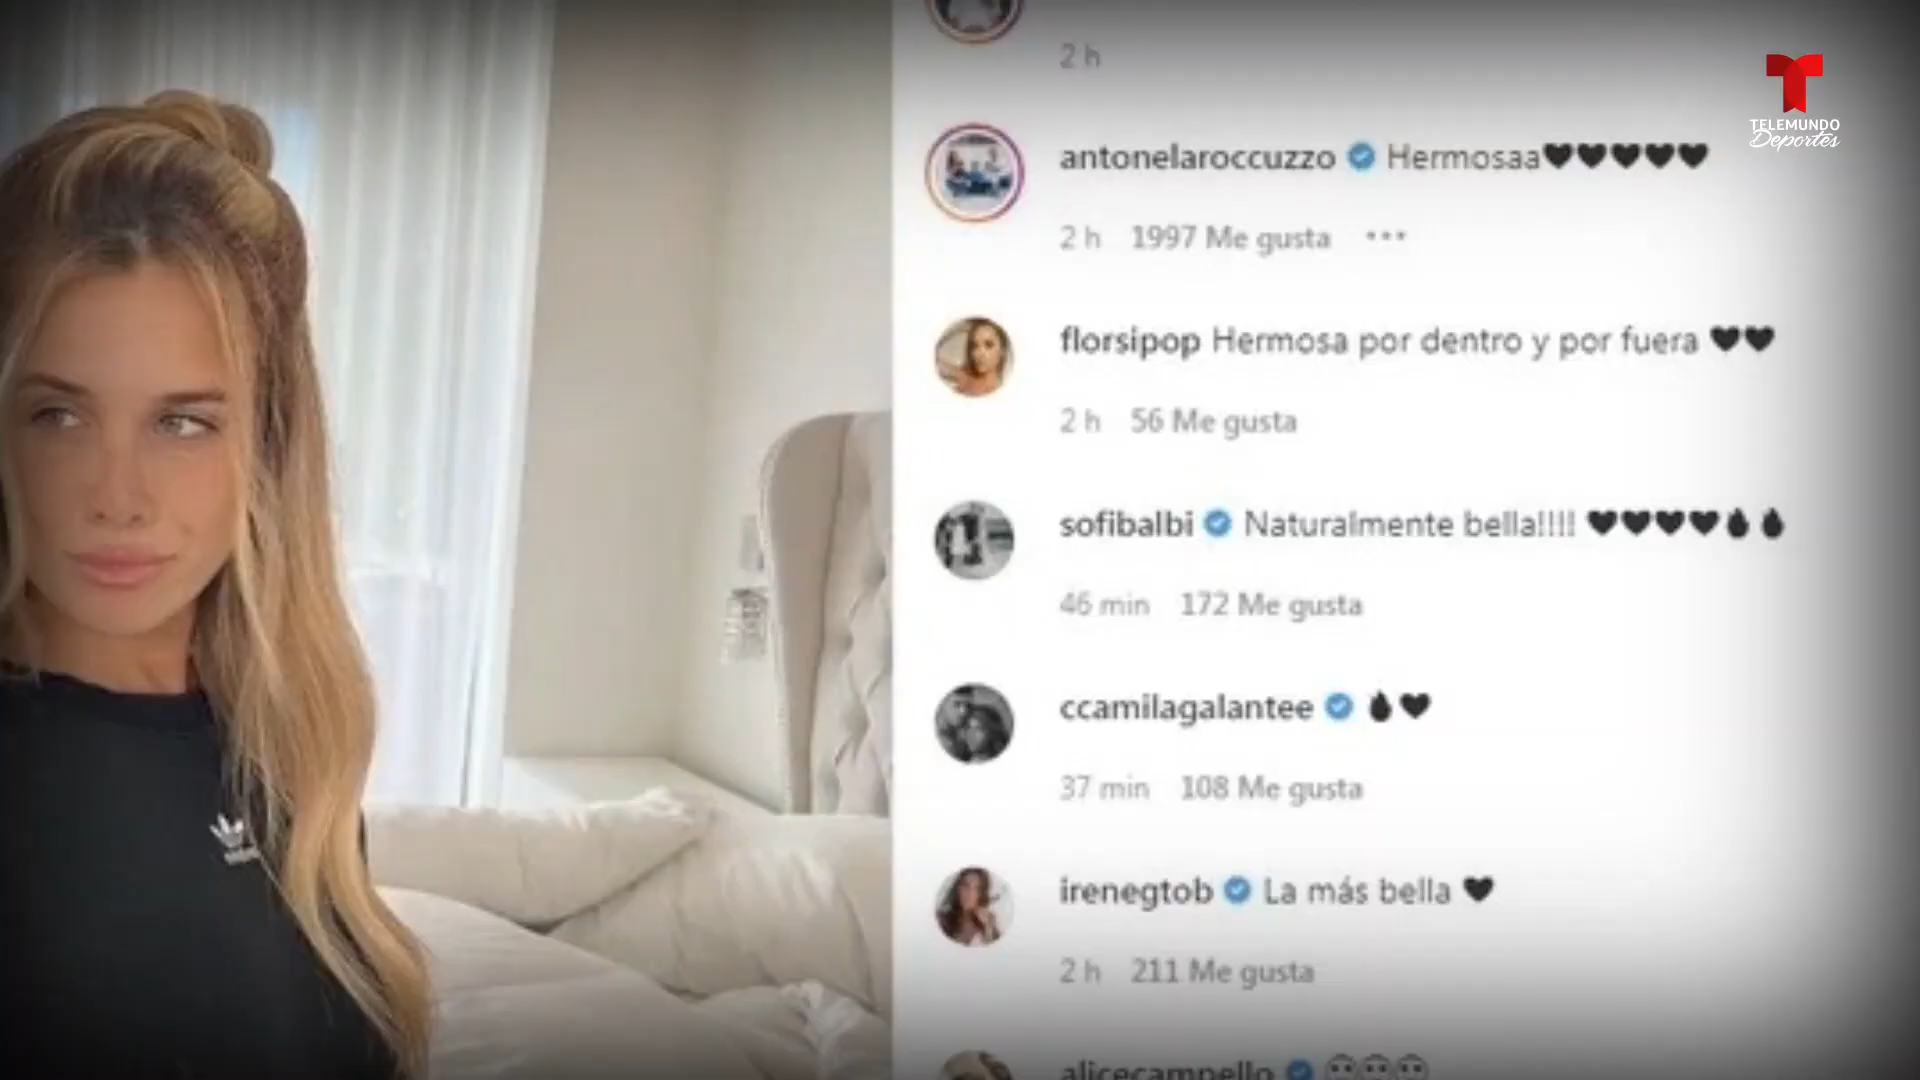 2 h
TELEMUNDO
Deportes
antonelaroccuzzo Hermosaa🖤🖤🖤🖤🖤
2 h 1997 Me gusta ...
florsipop Hermosa por dentro y por fuera 🖤🖤
2 h 56 Me gusta
sofibalbi Naturalmente bella!!!! 🖤🖤🖤🖤🔥🔥
46 min 172 Me gusta
ccamilagalantee 🔥🖤
37 min 108 Me gusta
irenegtob La más bella 🖤
2 h 211 Me gusta
alicecampello 😍😍😍